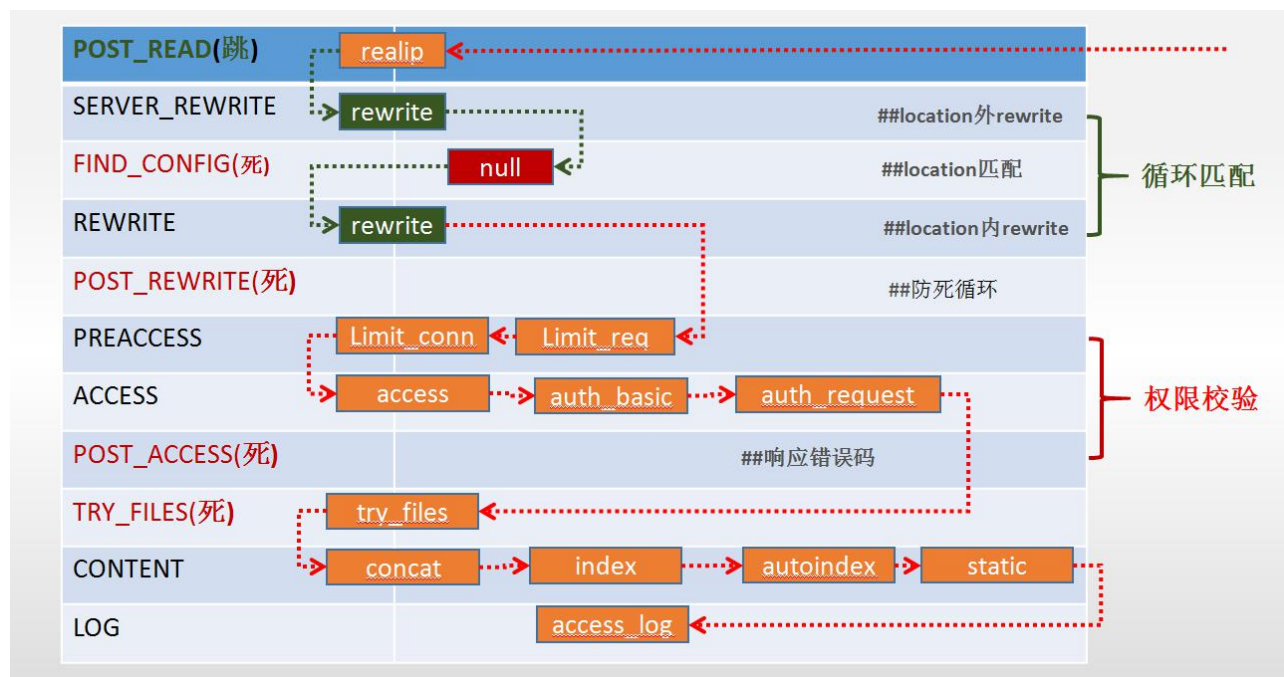 POST_READ(跳) realip
SERVER_REWRITE rewrite ##location外rewrite
FIND_CONFIG(死) null ##location匹配
循环匹配
REWRITE rewrite ##location内rewrite
POST_REWRITE(死) ##防死循环
PREACCESS Limit_conn Limit_req
ACCESS access auth_basic auth_request
权限校验
POST_ACCESS(死) ##响应错误码
TRY_FILES(死) try_files
CONTENT concat index autoindex static
LOG access_log